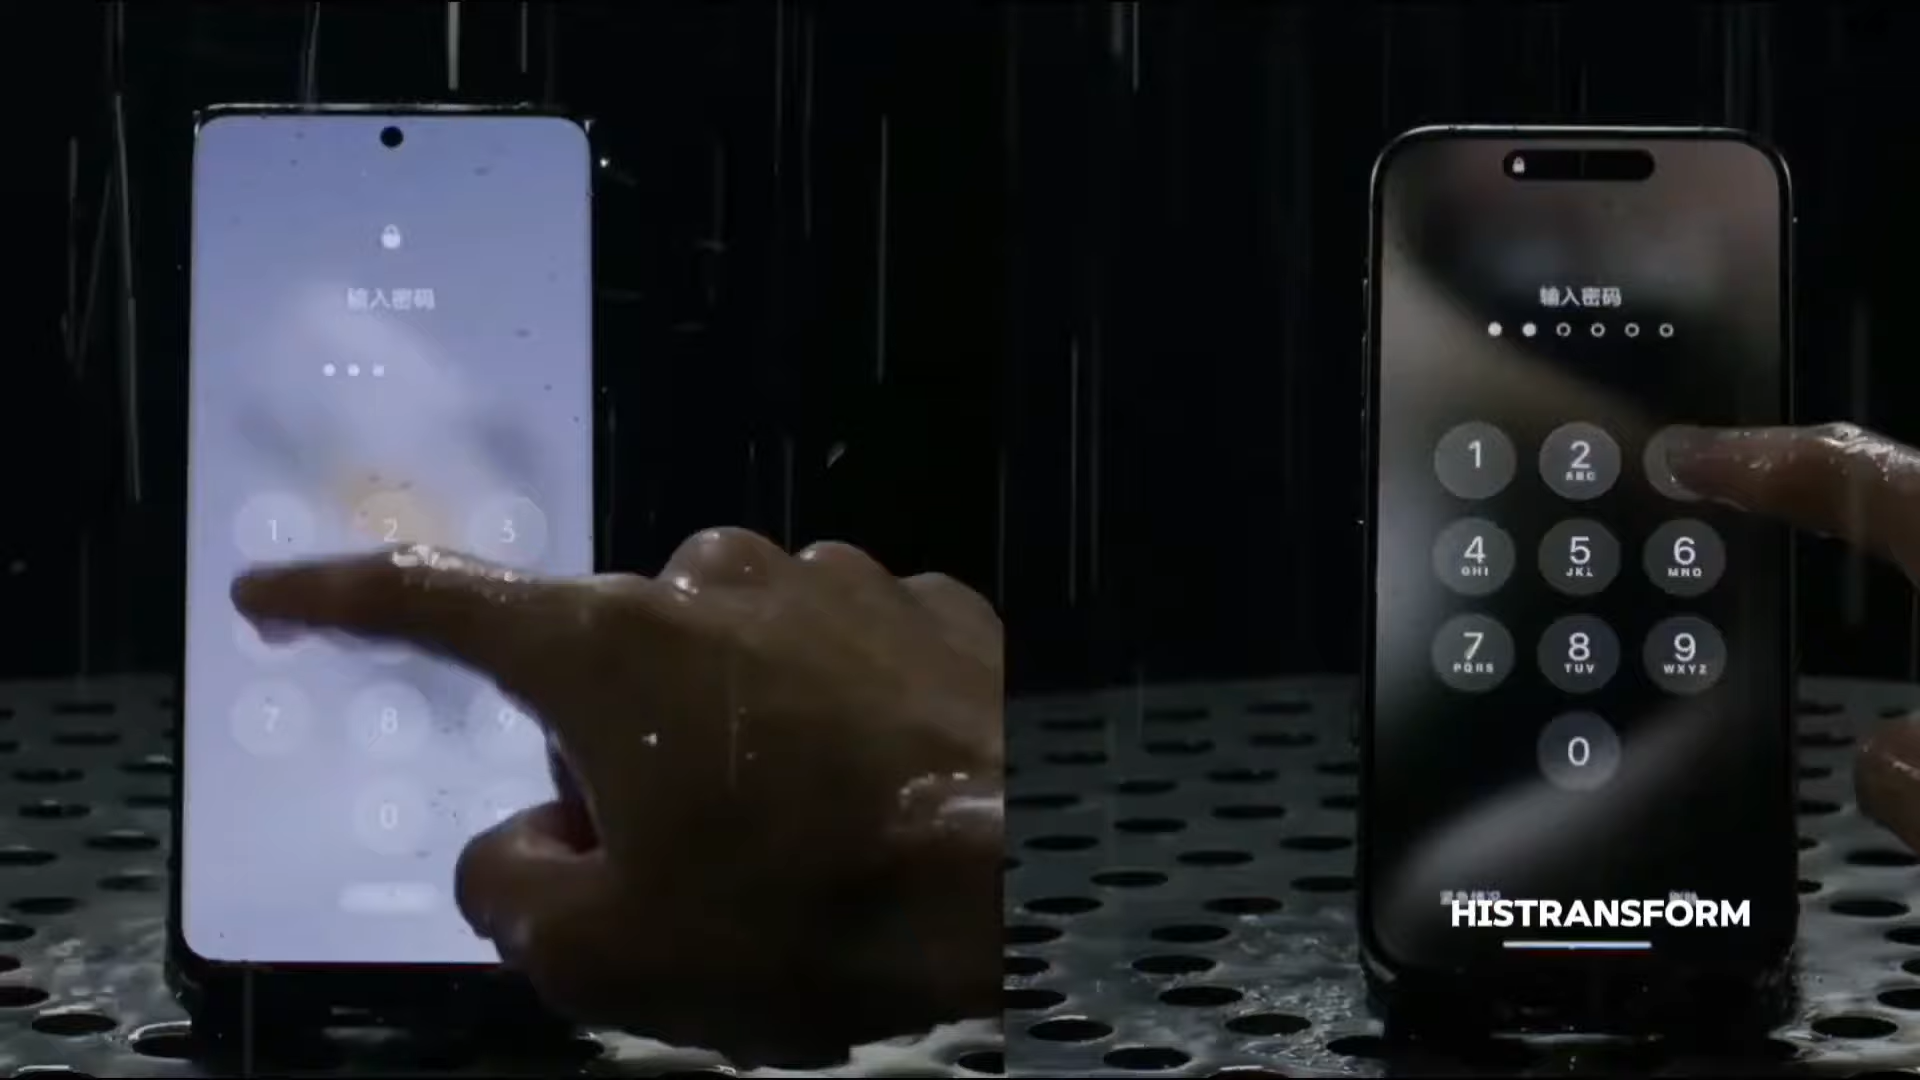 输入密码
1 2 3
7 8 9
0
输入密码
1 2
ABC
4 5 6
GHI JKL MNO
7 8 9
PQRS TUV WXYZ
0
HISTRANSFORM